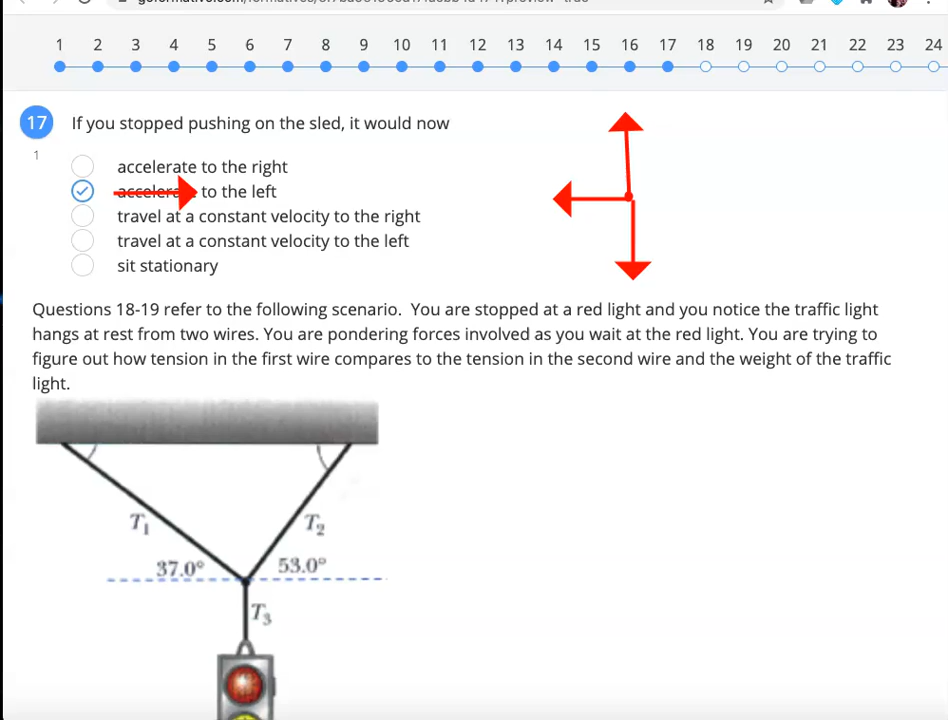 1 2 3 4 5 6 7 8 9 10 11 12 13 14 15 16 17 18 19 20 21 22 23 24
17 If you stopped pushing on the sled, it would now
1
accelerate to the right
accelerate to the left
travel at a constant velocity to the right
travel at a constant velocity to the left
sit stationary
Questions 18-19 refer to the following scenario. You are stopped at a red light and you notice the traffic light
hangs at rest from two wires. You are pondering forces involved as you wait at the red light. You are trying to
figure out how tension in the first wire compares to the tension in the second wire and the weight of the traffic
light.
T₁ T₂
37.0° 53.0°
T₃